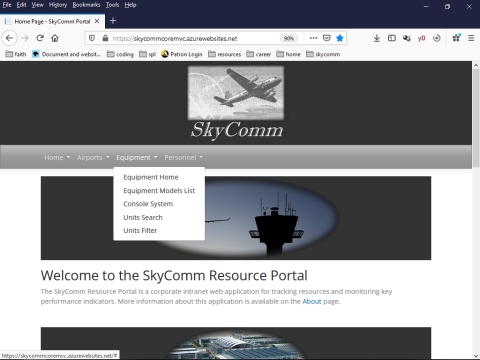 File Edit View History Bookmarks Tools Help
Home Page - SkyComm Portal
https://skycommcoremvc.azurewebsites.net
90%
faith
Document and websit...
coding
spl
Patron Login
resources
career
home
skycomm
SkyComm
Home Airports Equipment Personnel
Equipment Home
Equipment Models List
Console System
Units Search
Units Filter
Welcome to the SkyComm Resource Portal
The SkyComm Resource Portal is a corporate intranet web application for tracking resources and monitoring key
performance indicators. More information about this application is available on the About page.
https://skycommcoremvc.azurewebsites.net/#